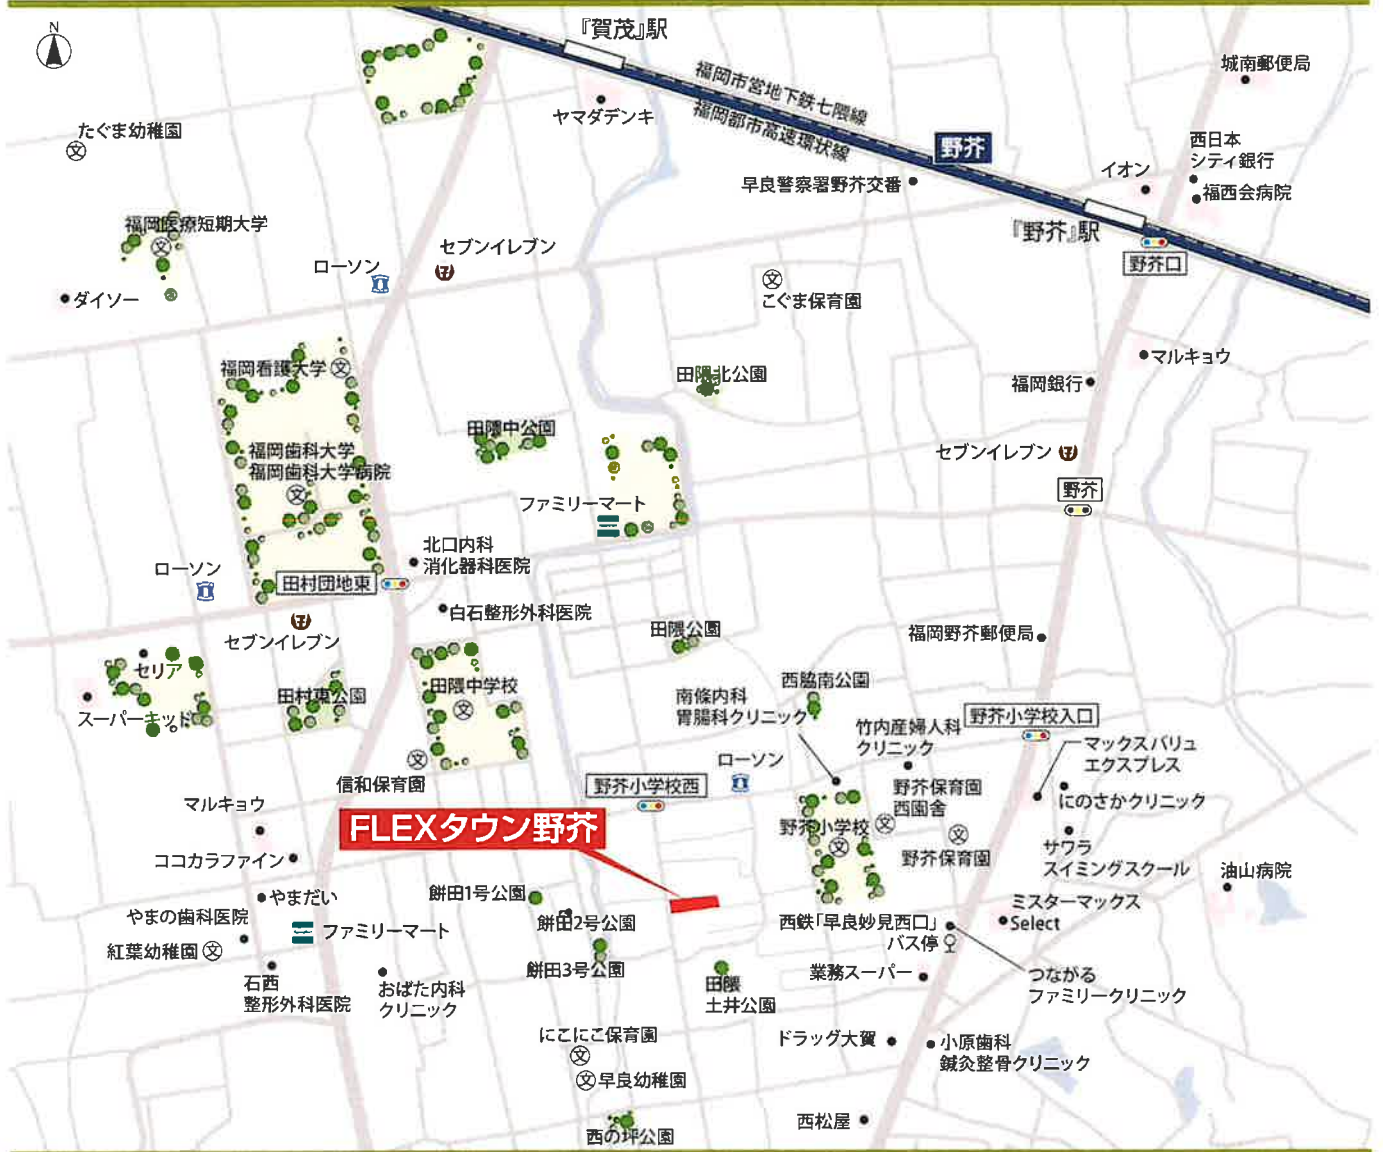 N
『賀茂』駅
福岡市営地下鉄七隈線
福岡都市高速環状線
城南郵便局
ヤマダデンキ
たぐま幼稚園
野芥
西日本
シティ銀行
イオン
早良警察署野芥交番
福西会病院
福岡医療短期大学
『野芥』駅
セブンイレブン
ローソン
野芥口
ダイソー
こぐま保育園
マルキョウ
福岡看護大学
田隈北公園
福岡銀行
田隈中公園
福岡歯科大学
福岡歯科大学病院
セブンイレブン
野芥
ファミリーマート
北口内科
消化器科医院
ローソン
田村団地東
白石整形外科医院
セブンイレブン
田隈公園
福岡野芥郵便局
セリア
スーパーキッド
田村東公園
田隈中学校
西脇南公園
南條内科
胃腸科クリニック
野芥小学校入口
竹内産婦人科
クリニック
マックスバリュ
エクスプレス
ローソン
信和保育園
野芥小学校西
野芥保育園
西園舎
にのさかクリニック
マルキョウ
FLEXタウン野芥
野芥小学校
野芥保育園
サワラ
スイミングスクール
ココカラファイン
油山病院
やまだい
餅田1号公園
ミスターマックス
Select
やまの歯科医院
餅田2号公園
西鉄「早良妙見西口」
バス停
ファミリーマート
紅葉幼稚園
餅田3号公園
業務スーパー
つながる
ファミリークリニック
石西
整形外科医院
おばた内科
クリニック
田隈
土井公園
にこにこ保育園
ドラッグ大賀
小原歯科
鍼灸整骨クリニック
早良幼稚園
西松屋
西の坪公園
文
文
文
文
文
文
文
文
文
文
文
文
文